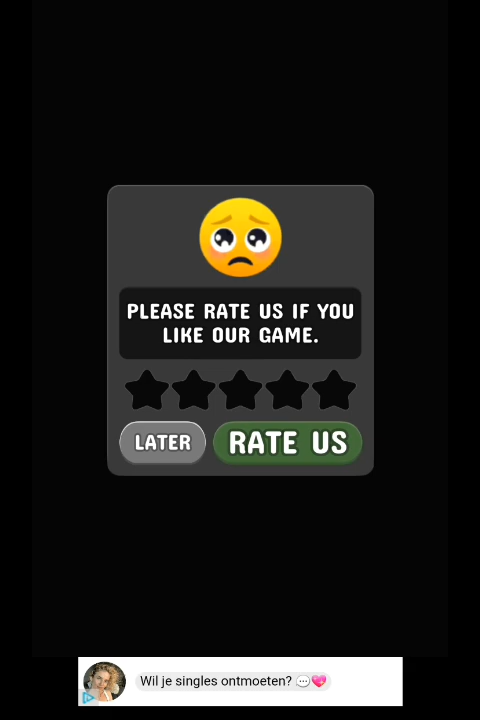 PLEASE RATE US IF YOU
LIKE OUR GAME.
LATER
RATE US
Wil je singles ontmoeten? 💬💖